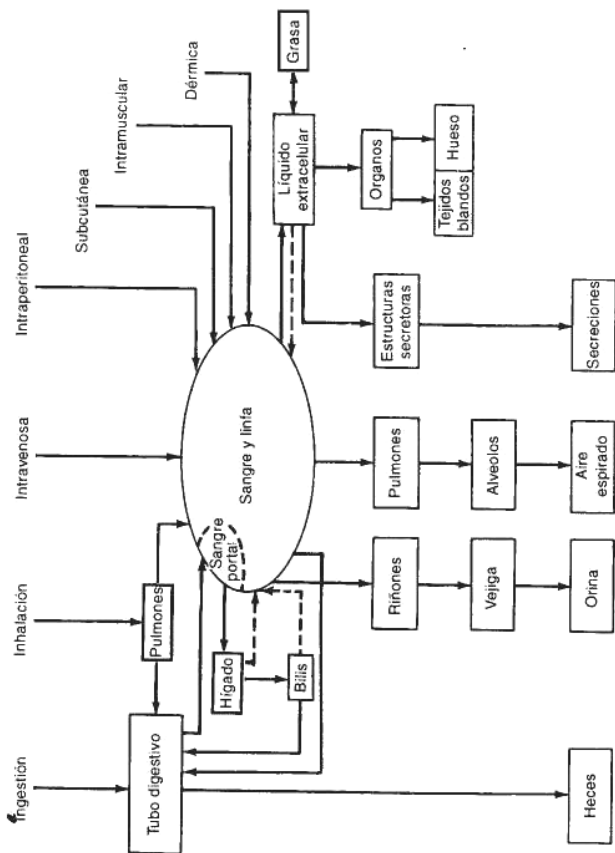 Ingestión
Inhalación
Intravenosa
Intraperitoneal
Subcutánea
Intramuscular
Dérmica
Tubo digestivo
Pulmones
Sangre
portal
Sangre y linfa
Hígado
Bilis
Líquido
extracelular
Grasa
Organos
Tejidos
blandos
Hueso
Riñones
Pulmones
Estructuras
secretoras
Vejiga
Alveolos
Heces
Orina
Aire
espirado
Secreciones